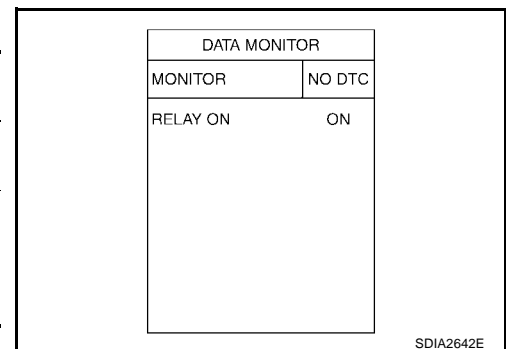 DATA MONITOR
MONITOR NO DTC
RELAY ON ON
SDIA2642E